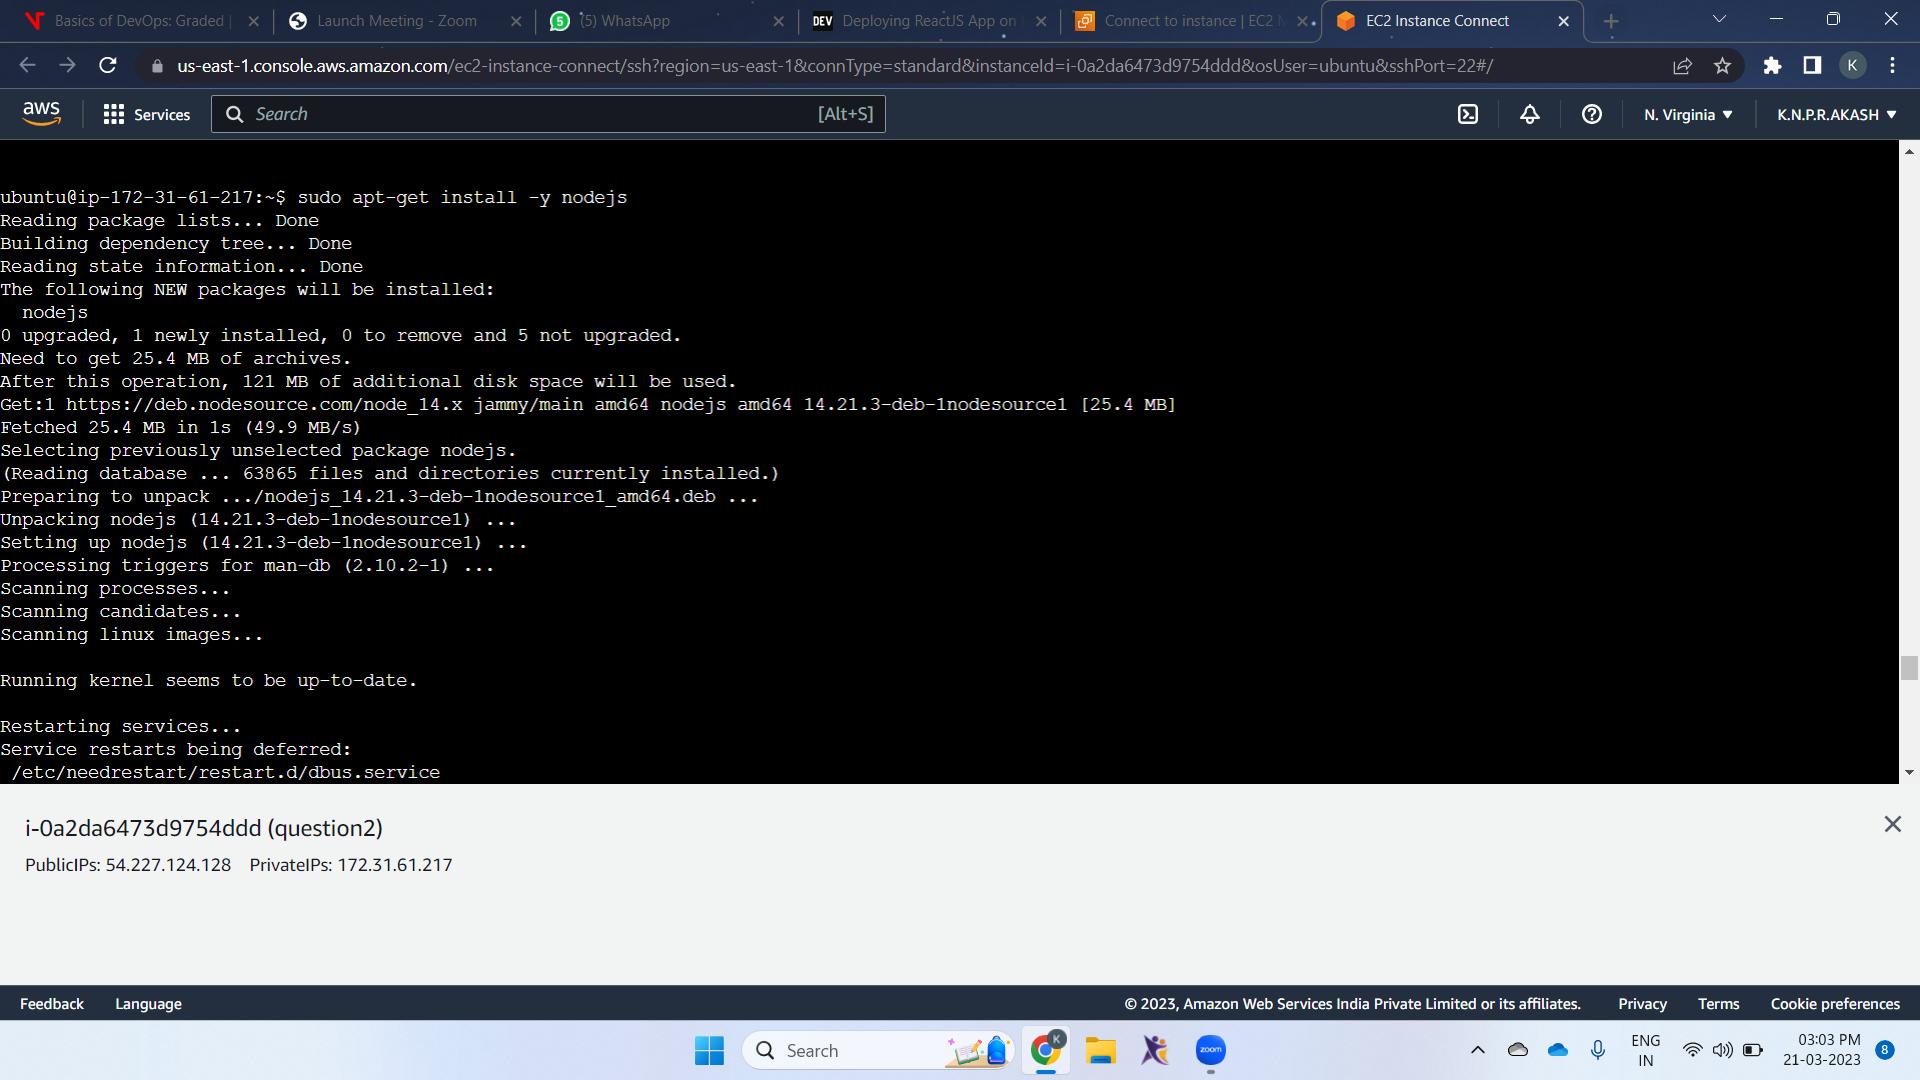 Basics of DevOps: Graded
Launch Meeting - Zoom
(5) WhatsApp
DEV Deploying ReactJS App on
Connect to instance | EC2 M
EC2 Instance Connect
us-east-1.console.aws.amazon.com/ec2-instance-connect/ssh?region=us-east-1&connType=standard&instanceId=i-0a2da6473d9754ddd&osUser=ubuntu&sshPort=22#/
K
aws
Services
Search
[Alt+S]
N. Virginia
K.N.P.R.AKASH
ubuntu@ip-172-31-61-217:~$ sudo apt-get install -y nodejs
Reading package lists... Done
Building dependency tree... Done
Reading state information... Done
The following NEW packages will be installed:
nodejs
0 upgraded, 1 newly installed, 0 to remove and 5 not upgraded.
Need to get 25.4 MB of archives.
After this operation, 121 MB of additional disk space will be used.
Get:1 https://deb.nodesource.com/node_14.x jammy/main amd64 nodejs amd64 14.21.3-deb-1nodesource1 [25.4 MB]
Fetched 25.4 MB in 1s (49.9 MB/s)
Selecting previously unselected package nodejs.
(Reading database ... 63865 files and directories currently installed.)
Preparing to unpack .../nodejs_14.21.3-deb-1nodesource1_amd64.deb ...
Unpacking nodejs (14.21.3-deb-1nodesource1) ...
Setting up nodejs (14.21.3-deb-1nodesource1) ...
Processing triggers for man-db (2.10.2-1) ...
Scanning processes...
Scanning candidates...
Scanning linux images...
Running kernel seems to be up-to-date.
Restarting services...
Service restarts being deferred:
/etc/needrestart/restart.d/dbus.service
i-0a2da6473d9754ddd (question2)
PublicIPs: 54.227.124.128 PrivateIPs: 172.31.61.217
Feedback Language
© 2023, Amazon Web Services India Private Limited or its affiliates. Privacy Terms Cookie preferences
Search
K
zoom
ENG
IN
03:03 PM
21-03-2023
8